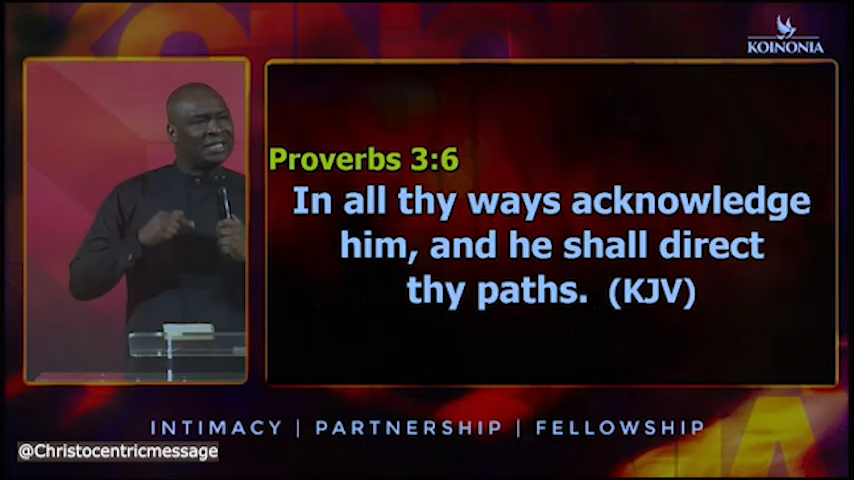 KOINONIA
Proverbs 3:6
In all thy ways acknowledge
him, and he shall direct
thy paths. (KJV)
INTIMACY | PARTNERSHIP | FELLOWSHIP
@Christocentricmessage